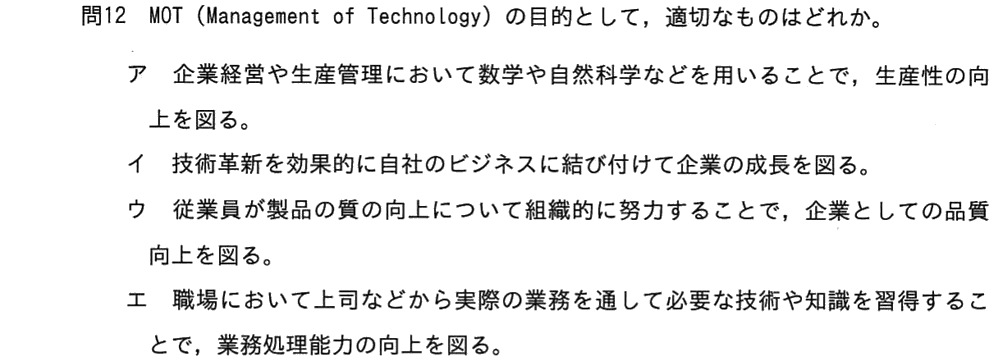 問12 MOT（Management of Technology）の目的として，適切なものはどれか。
ア 企業経営や生産管理において数学や自然科学などを用いることで，生産性の向
上を図る。
イ 技術革新を効果的に自社のビジネスに結び付けて企業の成長を図る。
ウ 従業員が製品の質の向上について組織的に努力することで，企業としての品質
向上を図る。
エ 職場において上司などから実際の業務を通して必要な技術や知識を習得するこ
とで，業務処理能力の向上を図る。